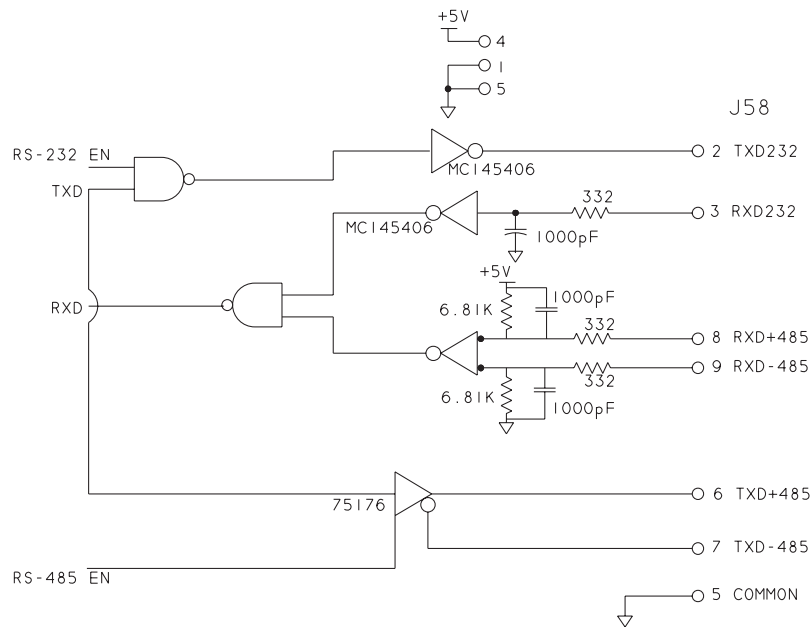 +5V
4
1
5
J58
RS-232 EN
2 TXD232
MC145406
TXD
332
3 RXD232
MC145406
1000pF
+5V
1000pF
RXD
6.81K
332
8 RXD+485
9 RXD-485
332
6.81K
1000pF
6 TXD+485
75176
7 TXD-485
RS-485 EN
5 COMMON